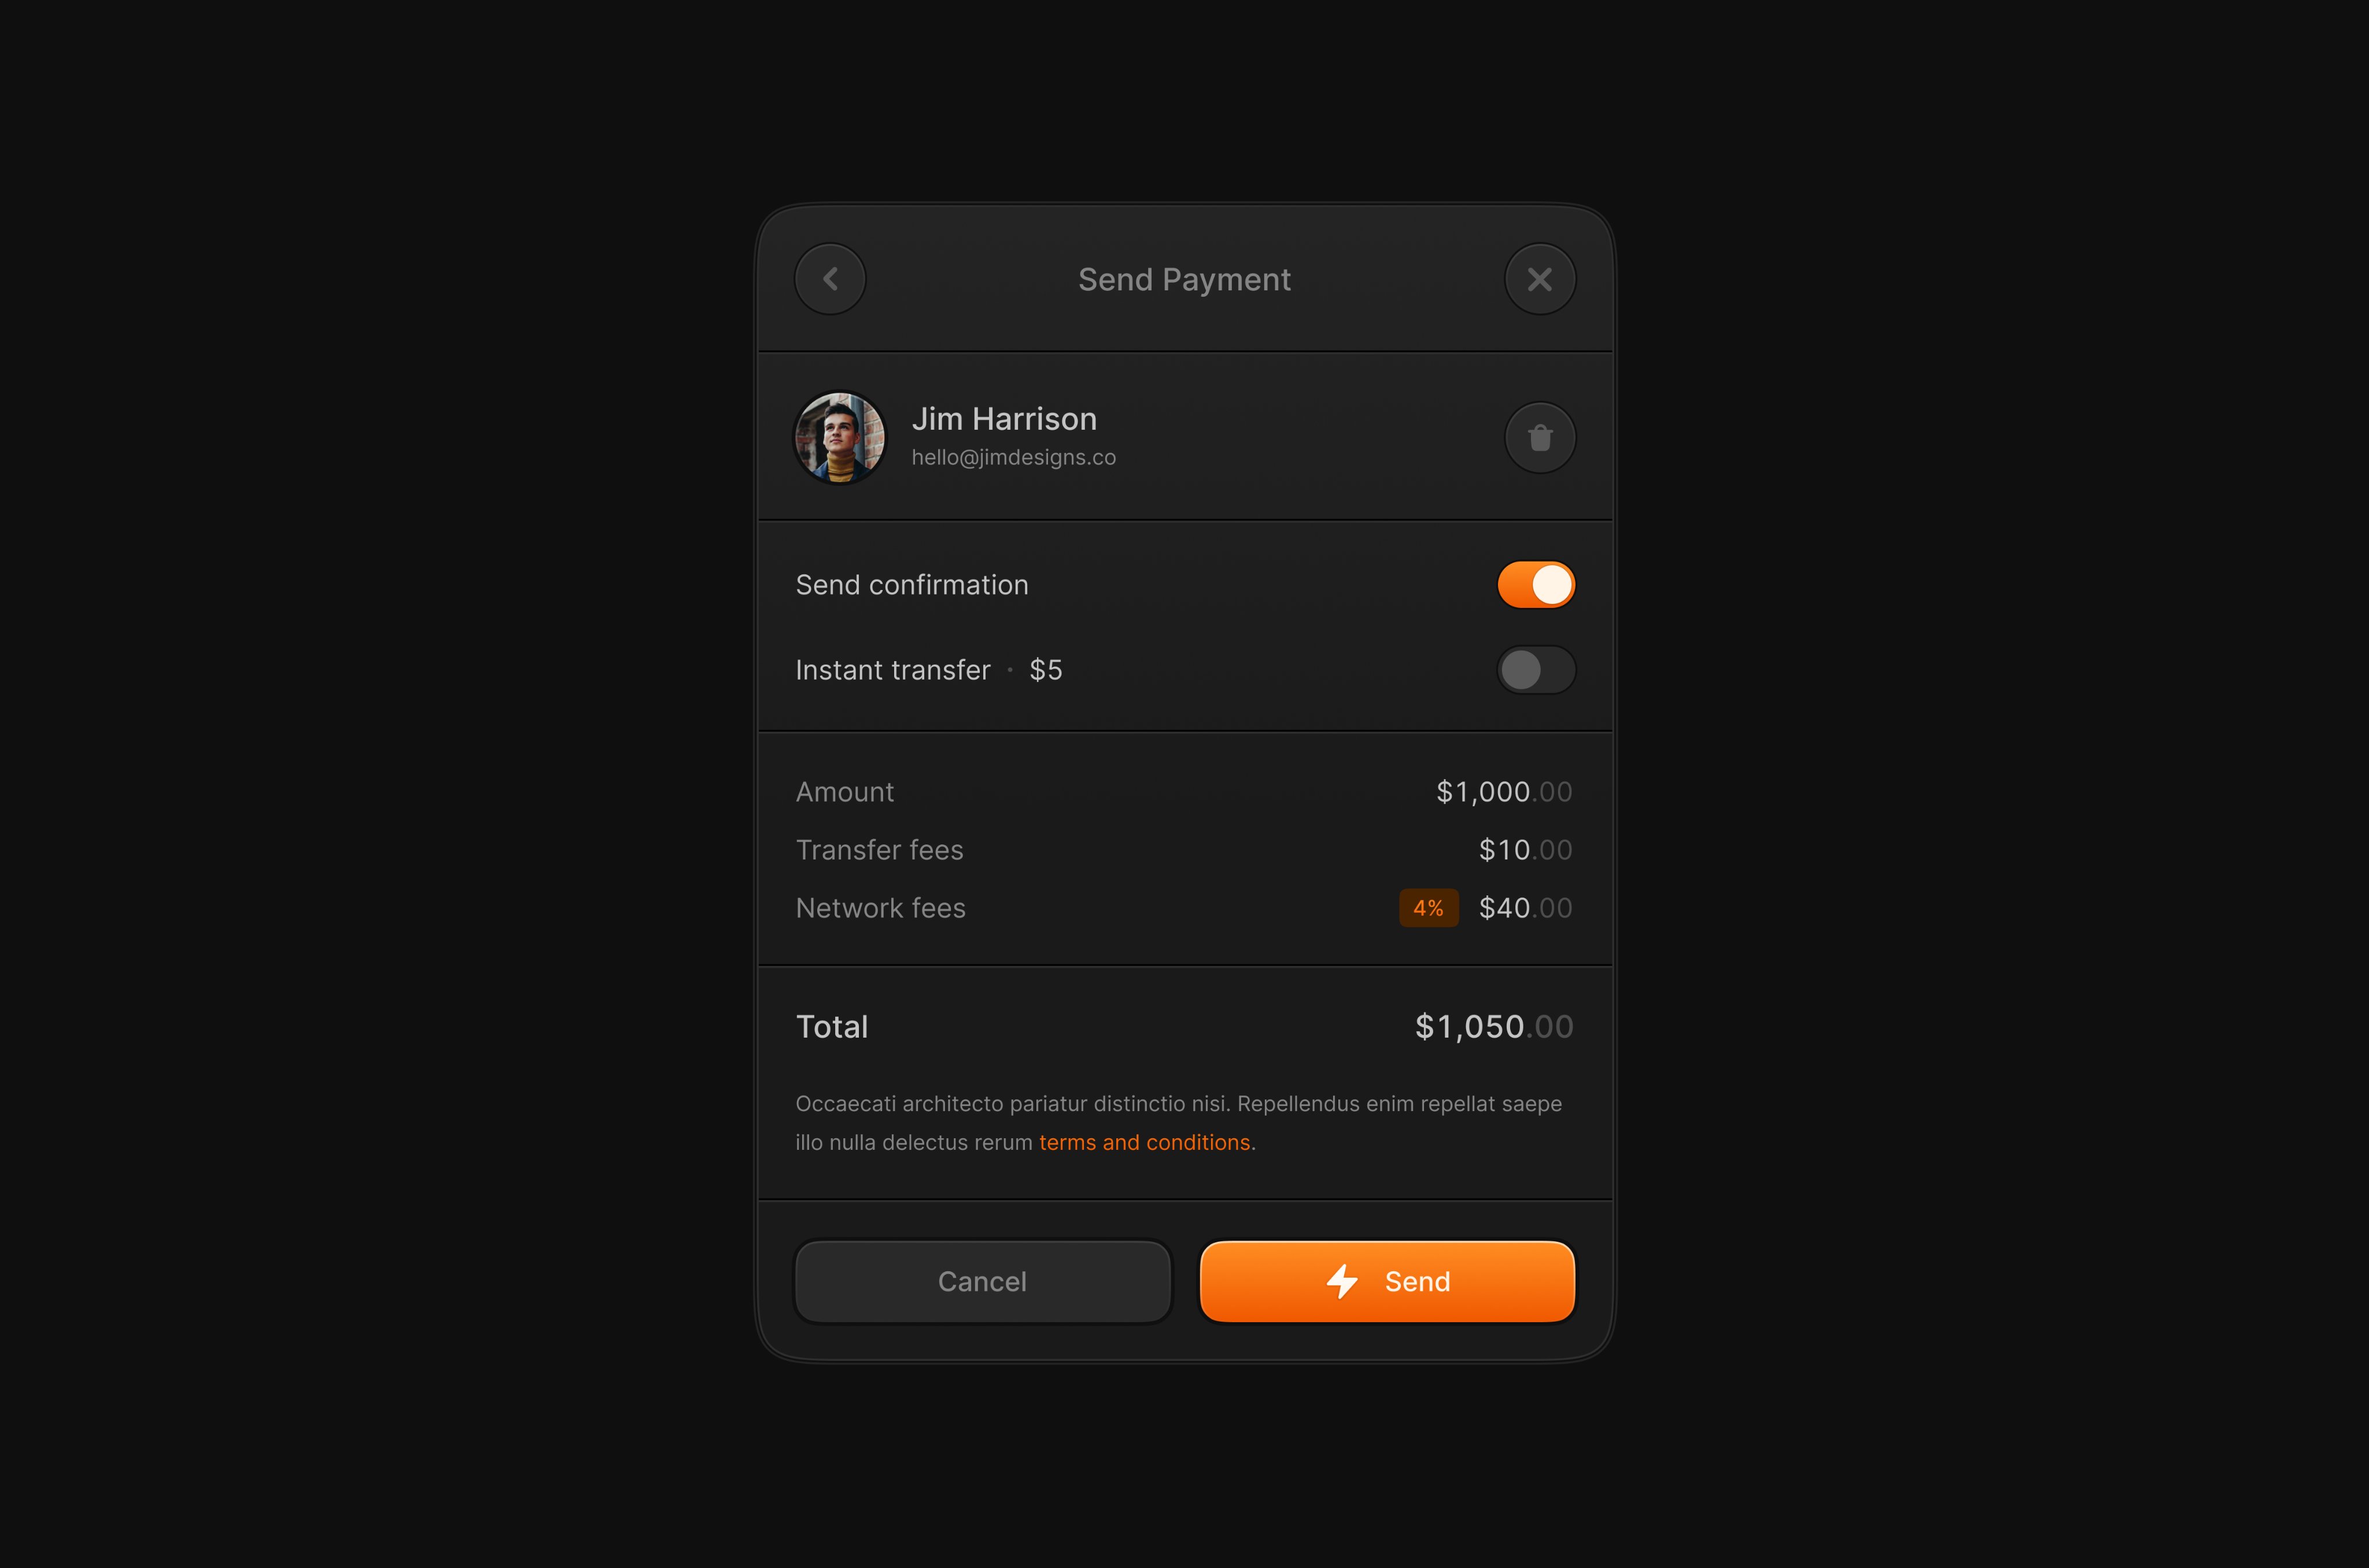 Send Payment
Jim Harrison
hello@jimdesigns.co
Send confirmation
Instant transfer · $5
Amount $1,000.00
Transfer fees $10.00
Network fees 4% $40.00
Total $1,050.00
Occaecati architecto pariatur distinctio nisi. Repellendus enim repellat saepe
illo nulla delectus rerum terms and conditions.
Cancel Send